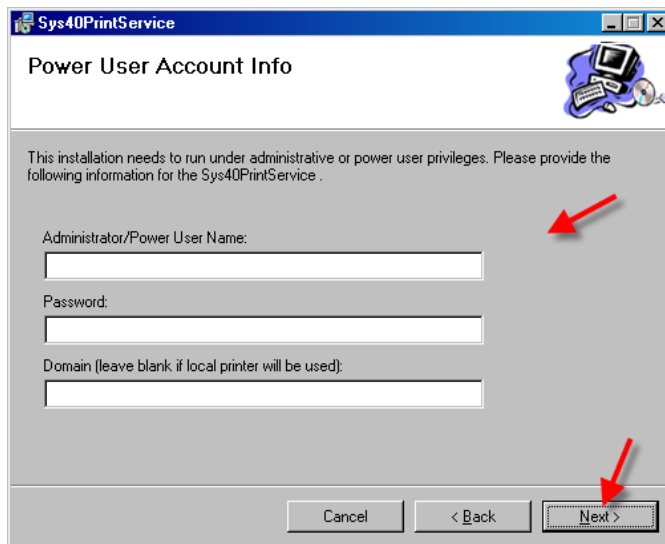 Sys40PrintService
Power User Account Info
This installation needs to run under administrative or power user privileges. Please provide the
following information for the Sys40PrintService .
Administrator/Power User Name:
Password:
Domain (leave blank if local printer will be used):
Cancel
< Back
Next >